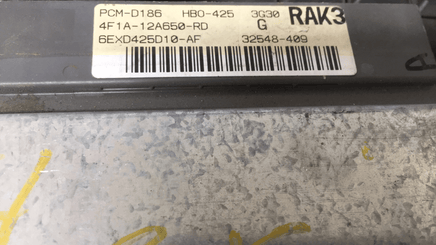 PCM-D186 HBO-425 3G30 RAK3
4F1A-12A650-RD G
6EXD425D10-AF 32548-409